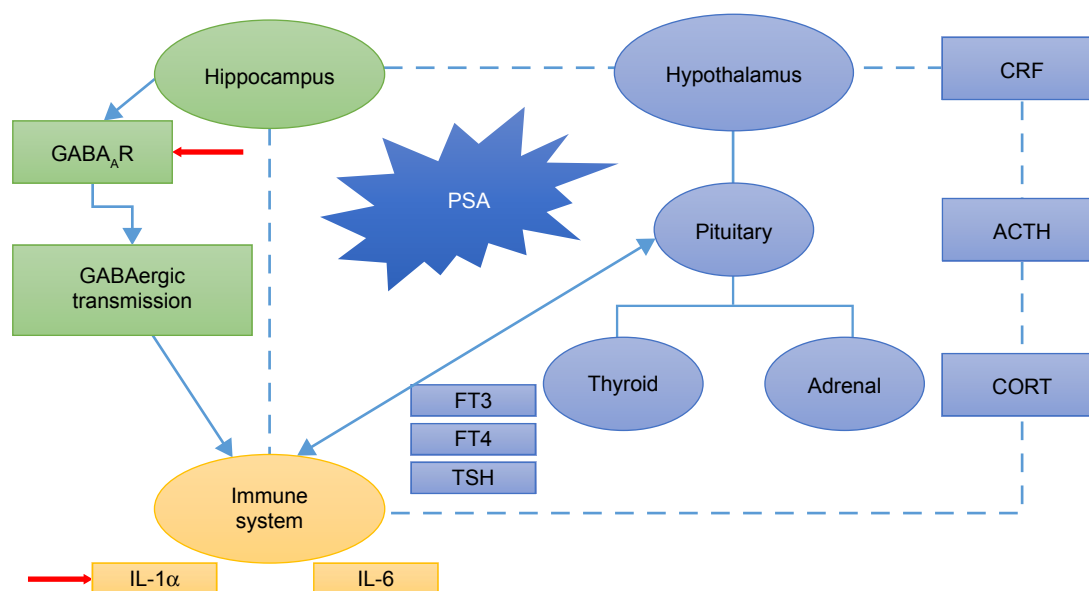 Hippocampus
Hypothalamus
CRF
GABA_AR
PSA
Pituitary
ACTH
GABAergic
transmission
Thyroid
Adrenal
CORT
FT3
FT4
TSH
Immune
system
IL-1α
IL-6